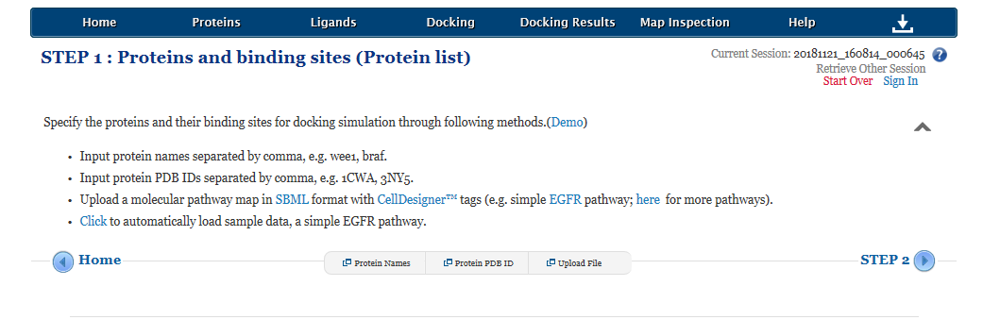 Home Proteins Ligands Docking Docking Results Map Inspection Help
STEP 1 : Proteins and binding sites (Protein list)
Current Session: 20181121_160814_000645 ?
Retrieve Other Session
Start Over Sign In
Specify the proteins and their binding sites for docking simulation through following methods.(Demo)
• Input protein names separated by comma, e.g. wee1, braf.
• Input protein PDB IDs separated by comma, e.g. 1CWA, 3NY5.
• Upload a molecular pathway map in SBML format with CellDesigner™ tags (e.g. simple EGFR pathway; here for more pathways).
• Click to automatically load sample data, a simple EGFR pathway.
Home Protein Names Protein PDB ID Upload File STEP 2